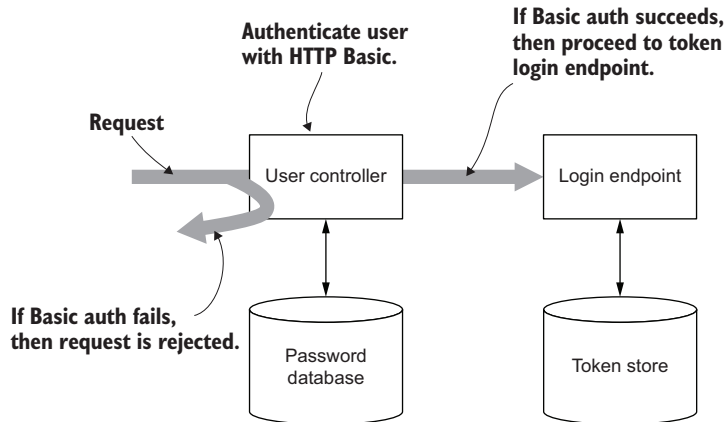 Authenticate user
with HTTP Basic.
If Basic auth succeeds,
then proceed to token
login endpoint.
Request
User controller
Login endpoint
If Basic auth fails,
then request is rejected.
Password
database
Token store